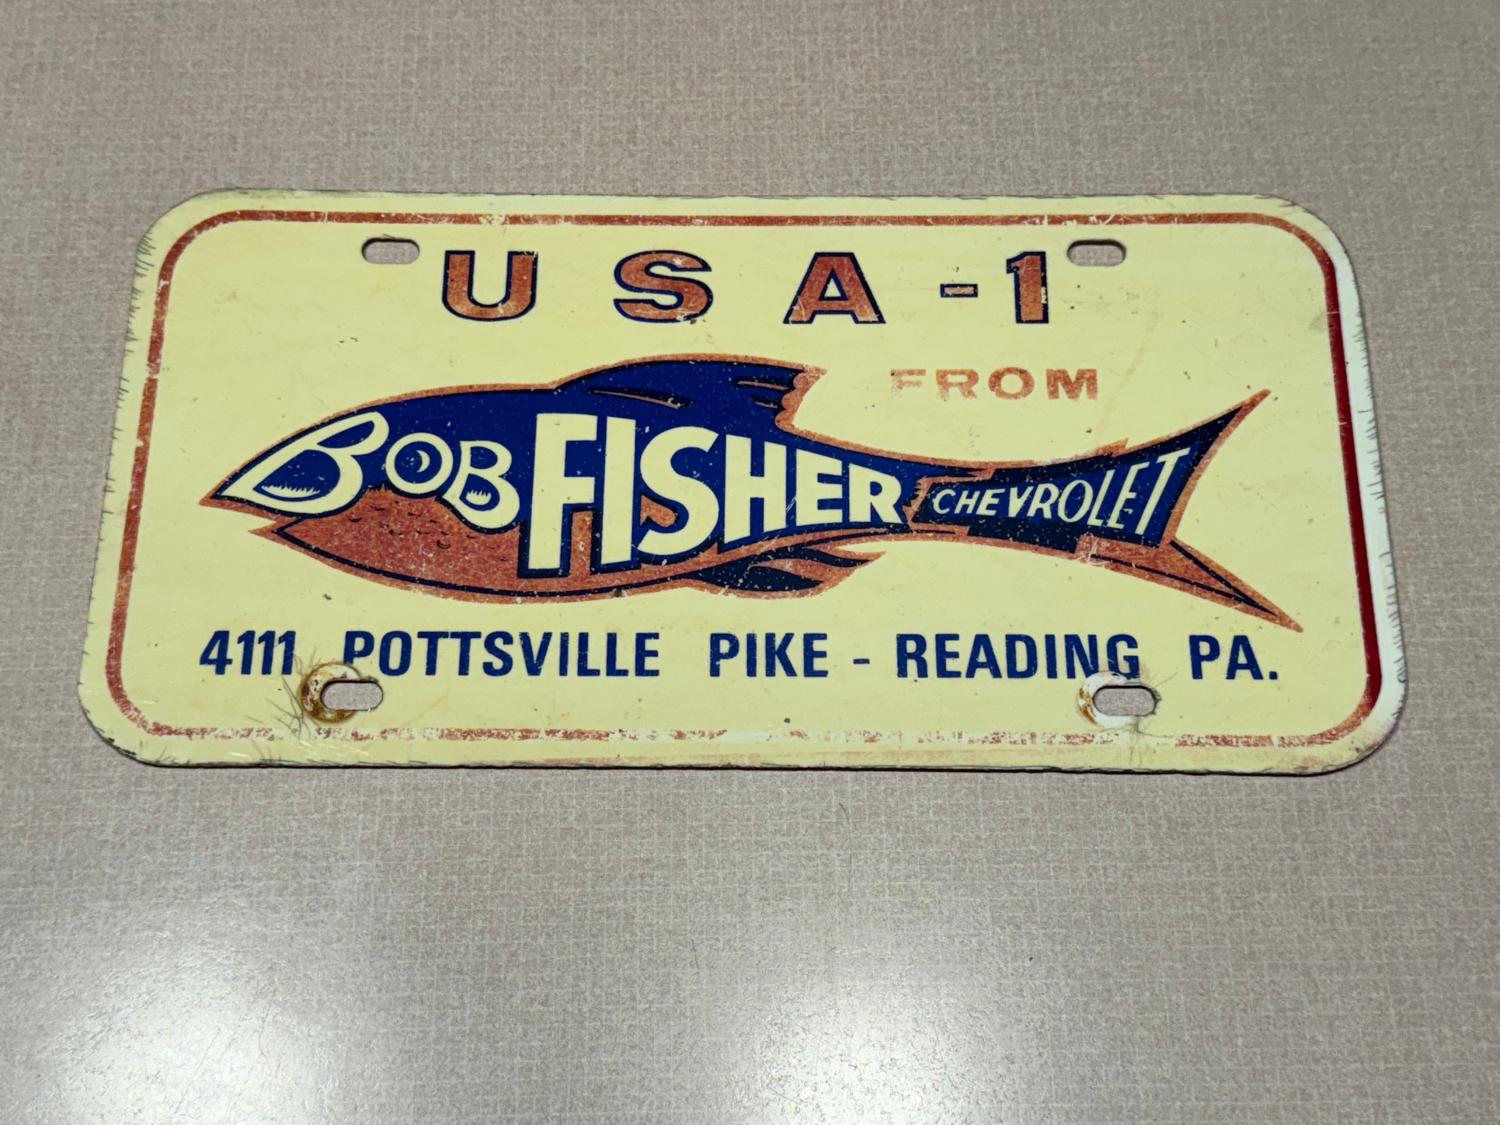 USA-1
FROM
BOB FISHER CHEVROLET
4111 POTTSVILLE PIKE - READING PA.